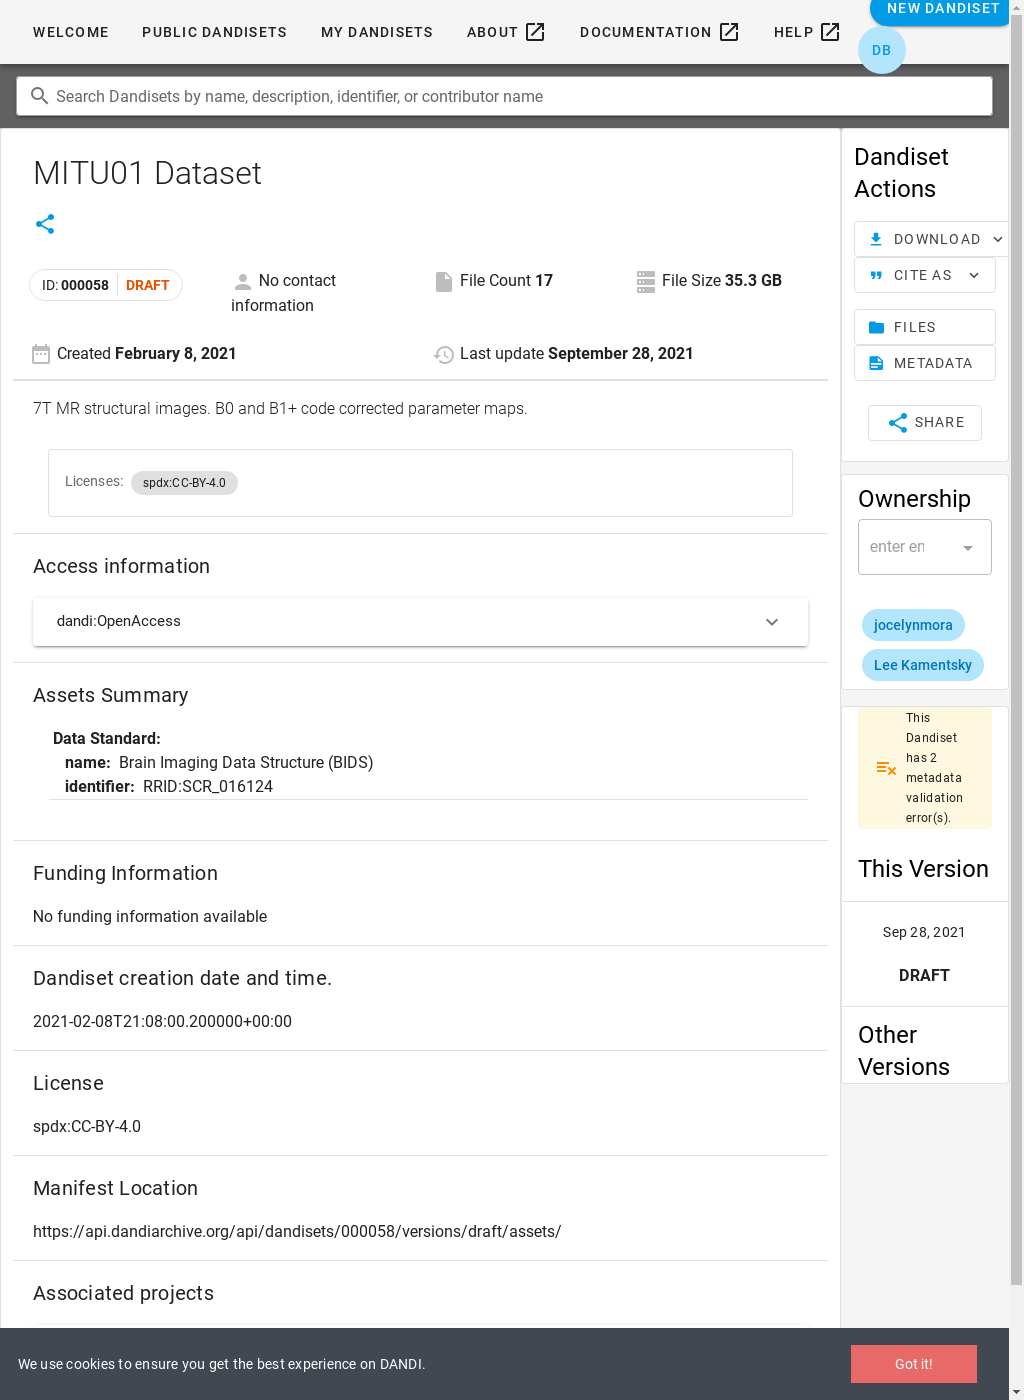 WELCOME PUBLIC DANDISETS MY DANDISETS ABOUT DOCUMENTATION HELP NEW DANDISET
DB
Search Dandisets by name, description, identifier, or contributor name
MITU01 Dataset
ID: 000058 DRAFT
No contact information
File Count 17
File Size 35.3 GB
Created February 8, 2021
Last update September 28, 2021
7T MR structural images. B0 and B1+ code corrected parameter maps.
Licenses: spdx:CC-BY-4.0
Access information
dandi:OpenAccess
Assets Summary
Data Standard:
name: Brain Imaging Data Structure (BIDS)
identifier: RRID:SCR_016124
Funding Information
No funding information available
Dandiset creation date and time.
2021-02-08T21:08:00.200000+00:00
License
spdx:CC-BY-4.0
Manifest Location
https://api.dandiarchive.org/api/dandisets/000058/versions/draft/assets/
Associated projects
Dandiset
Actions
DOWNLOAD
CITE AS
FILES
METADATA
SHARE
Ownership
enter en
jocelynmora
Lee Kamentsky
This
Dandiset
has 2
metadata
validation
error(s).
This Version
Sep 28, 2021
DRAFT
Other
Versions
We use cookies to ensure you get the best experience on DANDI.
Got it!